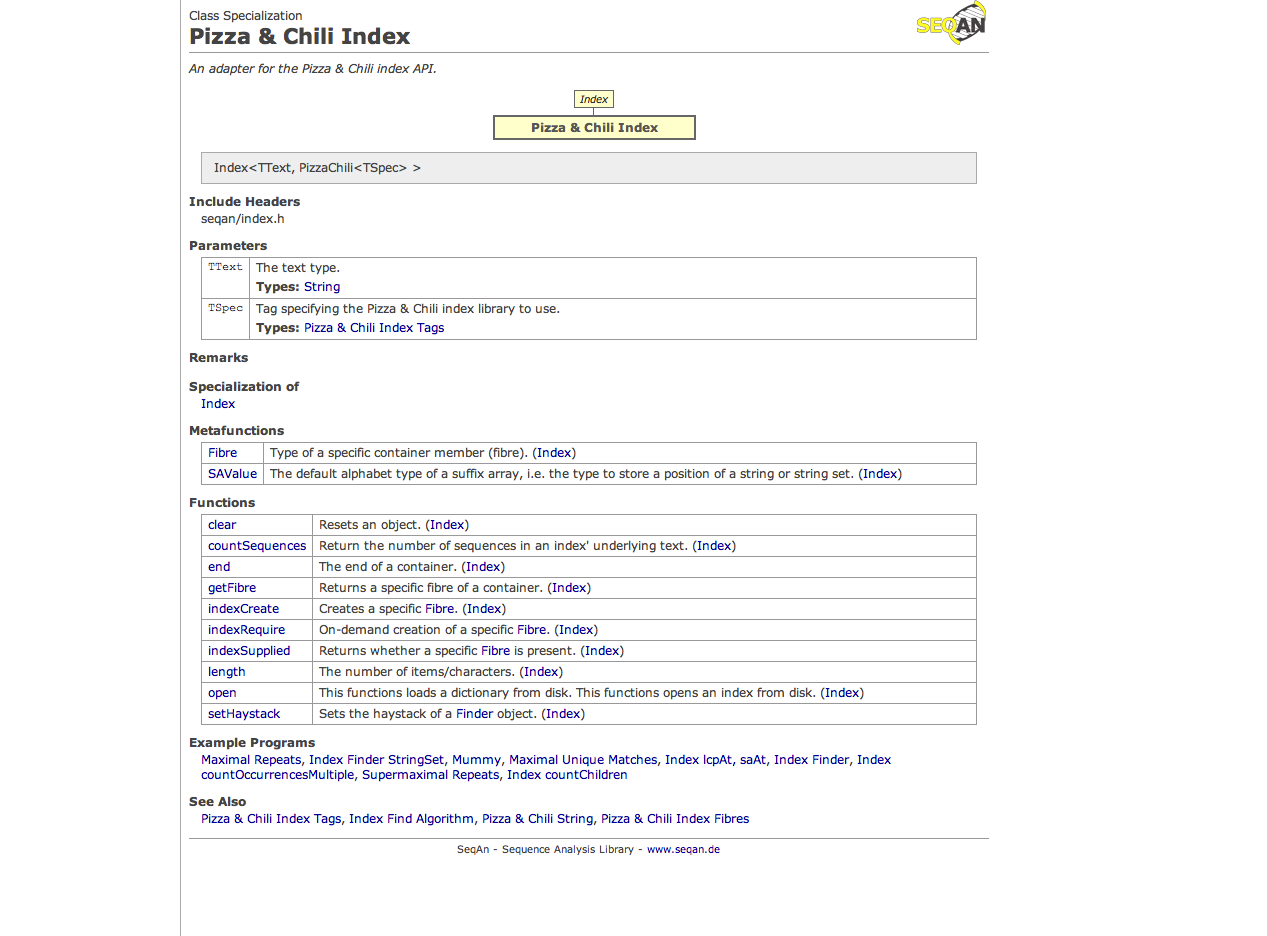 Class Specialization
SEQAN
Pizza & Chili Index
An adapter for the Pizza & Chili index API.
Index
Pizza & Chili Index
Index<TText, PizzaChili<TSpec> >
Include Headers
seqan/index.h
Parameters
TText The text type.
Types: String
TSpec Tag specifying the Pizza & Chili index library to use.
Types: Pizza & Chili Index Tags
Remarks
Specialization of
Index
Metafunctions
Fibre Type of a specific container member (fibre). (Index)
SAValue The default alphabet type of a suffix array, i.e. the type to store a position of a string or string set. (Index)
Functions
clear Resets an object. (Index)
countSequences Return the number of sequences in an index' underlying text. (Index)
end The end of a container. (Index)
getFibre Returns a specific fibre of a container. (Index)
indexCreate Creates a specific Fibre. (Index)
indexRequire On-demand creation of a specific Fibre. (Index)
indexSupplied Returns whether a specific Fibre is present. (Index)
length The number of items/characters. (Index)
open This functions loads a dictionary from disk. This functions opens an index from disk. (Index)
setHaystack Sets the haystack of a Finder object. (Index)
Example Programs
Maximal Repeats, Index Finder StringSet, Mummy, Maximal Unique Matches, Index lcpAt, saAt, Index Finder, Index
countOccurrencesMultiple, Supermaximal Repeats, Index countChildren
See Also
Pizza & Chili Index Tags, Index Find Algorithm, Pizza & Chili String, Pizza & Chili Index Fibres
SeqAn - Sequence Analysis Library - www.seqan.de